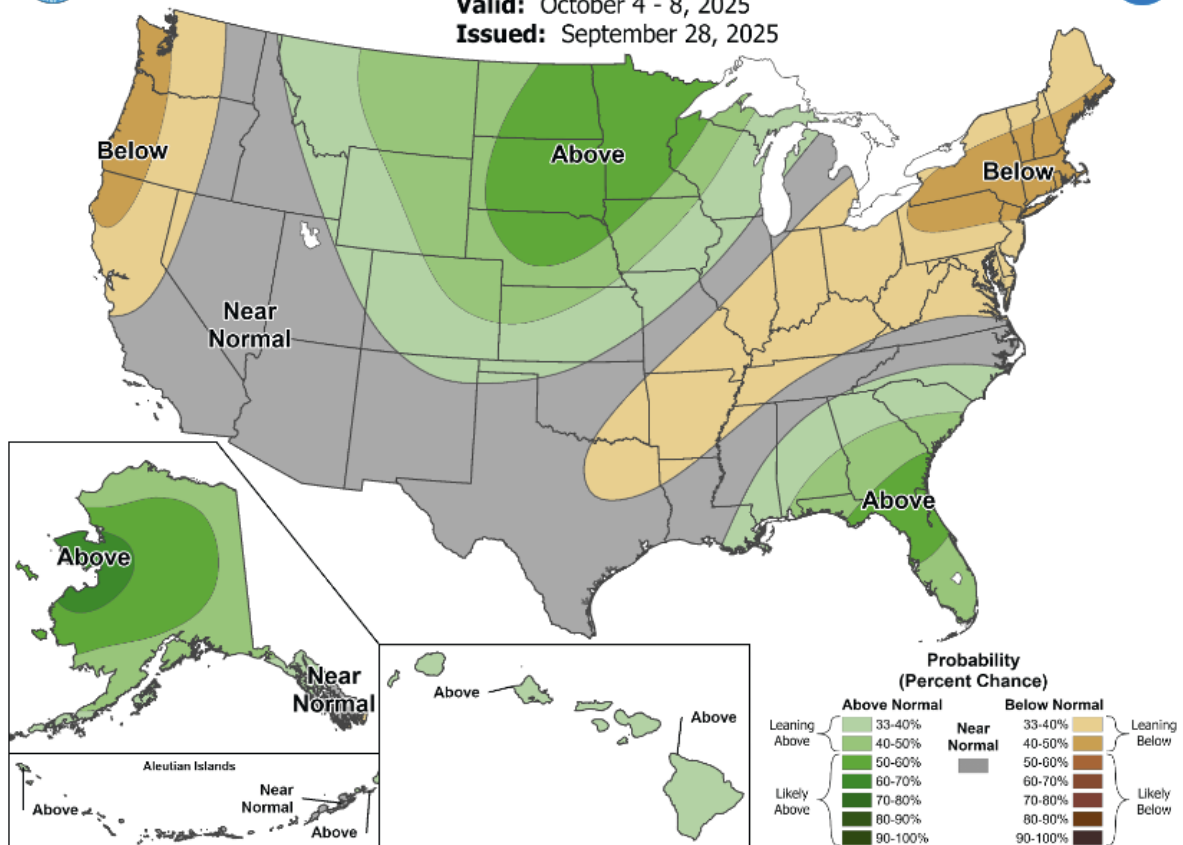 Valid: October 4 - 8, 2025
Issued: September 28, 2025
Below
Above
Below
Near
Normal
Above
Above
Near
Normal
Aleutian Islands
Above
Near
Normal
Above
Above
Above
Probability
(Percent Chance)
Above Normal
Below Normal
Leaning
Above
33-40%
40-50%
Likely
Above
50-60%
60-70%
70-80%
80-90%
90-100%
Near
Normal
33-40%
40-50%
Leaning
Below
50-60%
60-70%
70-80%
80-90%
90-100%
Likely
Below